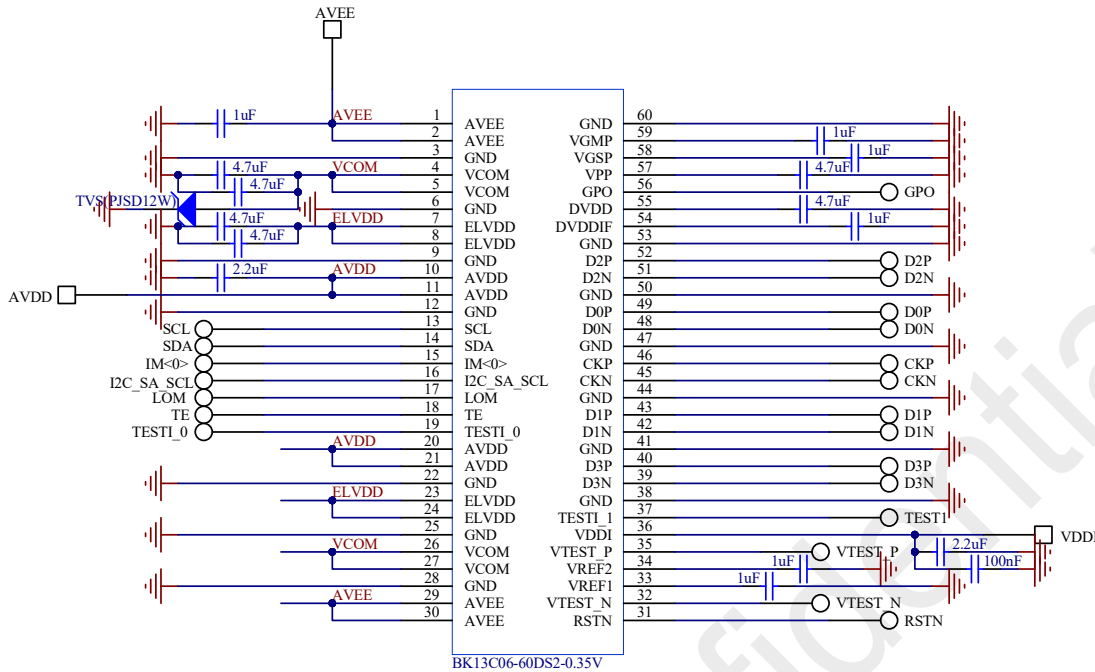 AVEE
1uF AVEE 1 AVEE GND 60
2 AVEE VGMP 59 1uF
3 GND VGSP 58 1uF
4.7uF VCOM 4 VCOM VPP 57 4.7uF
4.7uF 5 VCOM GPO 56 GPO
TVS(PJSD12W) 6 GND DVDD 55 4.7uF
4.7uF ELVDD 7 ELVDD DVDDIF 54 1uF
4.7uF 8 ELVDD GND 53
9 GND D2P 52 D2P
2.2uF AVDD 10 AVDD D2N 51 D2N
AVDD 11 AVDD GND 50
12 GND D0P 49 D0P
SCL 13 SCL D0N 48 D0N
SDA 14 SDA GND 47
IM<0> 15 IM<0> CKP 46 CKP
I2C_SA_SCL 16 I2C_SA_SCL CKN 45 CKN
LOM 17 LOM GND 44
TE 18 TE D1P 43 D1P
TESTI_0 19 TESTI_0 D1N 42 D1N
AVDD 20 AVDD GND 41
21 AVDD D3P 40 D3P
22 GND D3N 39 D3N
ELVDD 23 ELVDD GND 38
24 ELVDD TESTI_1 37 TEST1
25 GND VDDI 36 VDDI
VCOM 26 VCOM VTEST_P 35 VTEST_P 2.2uF
27 VCOM VREF2 34 1uF 100nF
28 GND VREF1 33 1uF
AVEE 29 AVEE VTEST_N 32 VTEST_N
30 AVEE RSTN 31 RSTN
BK13C06-60DS2-0.35V